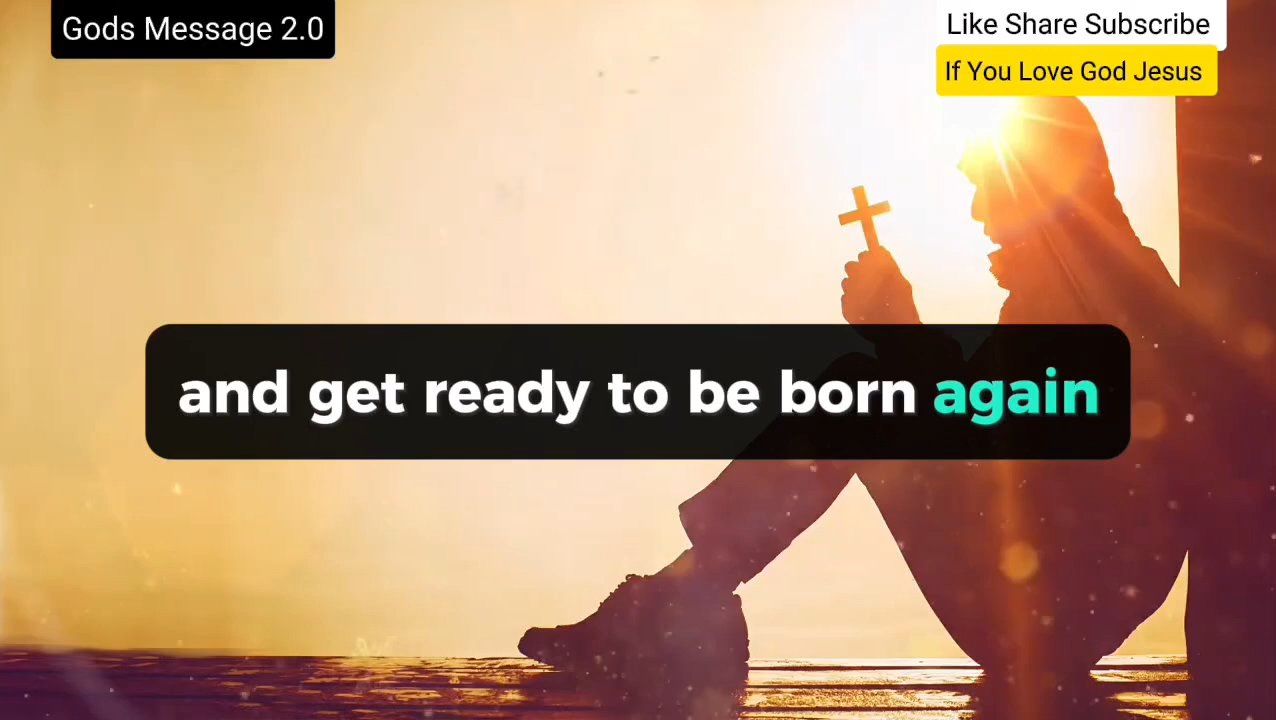 Gods Message 2.0
Like Share Subscribe
If You Love God Jesus
and get ready to be born again